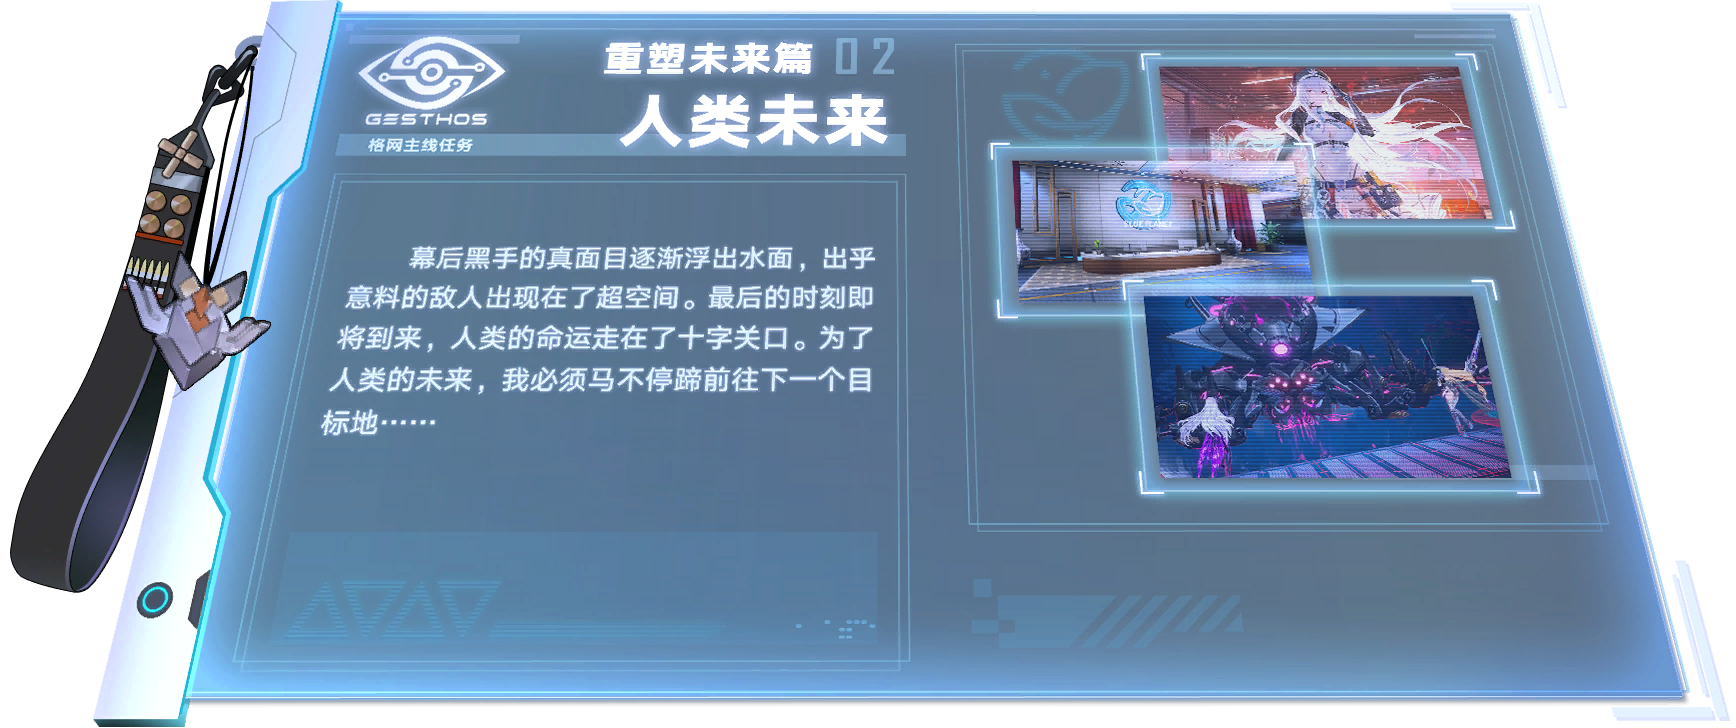 GESTHOS
格网主线任务
重塑未来篇 02
人类未来
幕后黑手的真面目逐渐浮出水面，出乎
意料的敌人出现在了超空间。最后的时刻即
将到来，人类的命运走在了十字关口。为了
人类的未来，我必须马不停蹄前往下一个目
标地……